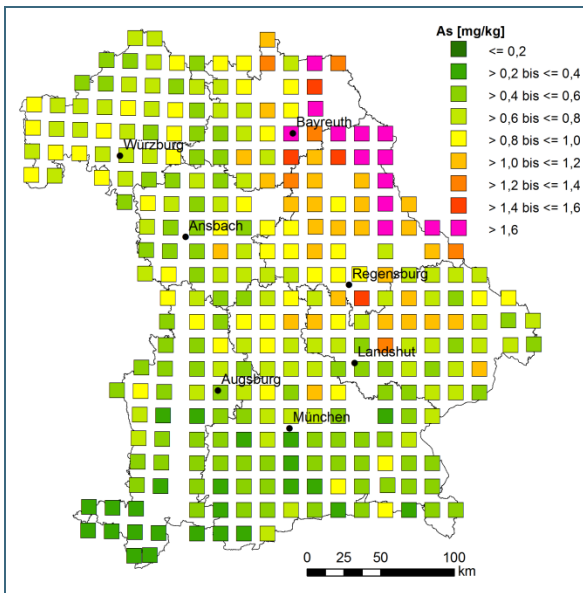 As [mg/kg]
<= 0,2
> 0,2 bis <= 0,4
> 0,4 bis <= 0,6
> 0,6 bis <= 0,8
> 0,8 bis <= 1,0
> 1,0 bis <= 1,2
> 1,2 bis <= 1,4
> 1,4 bis <= 1,6
> 1,6
Bayreuth
Würzburg
Ansbach
Regensburg
Landshut
Augsburg
München
0 25 50 100
km